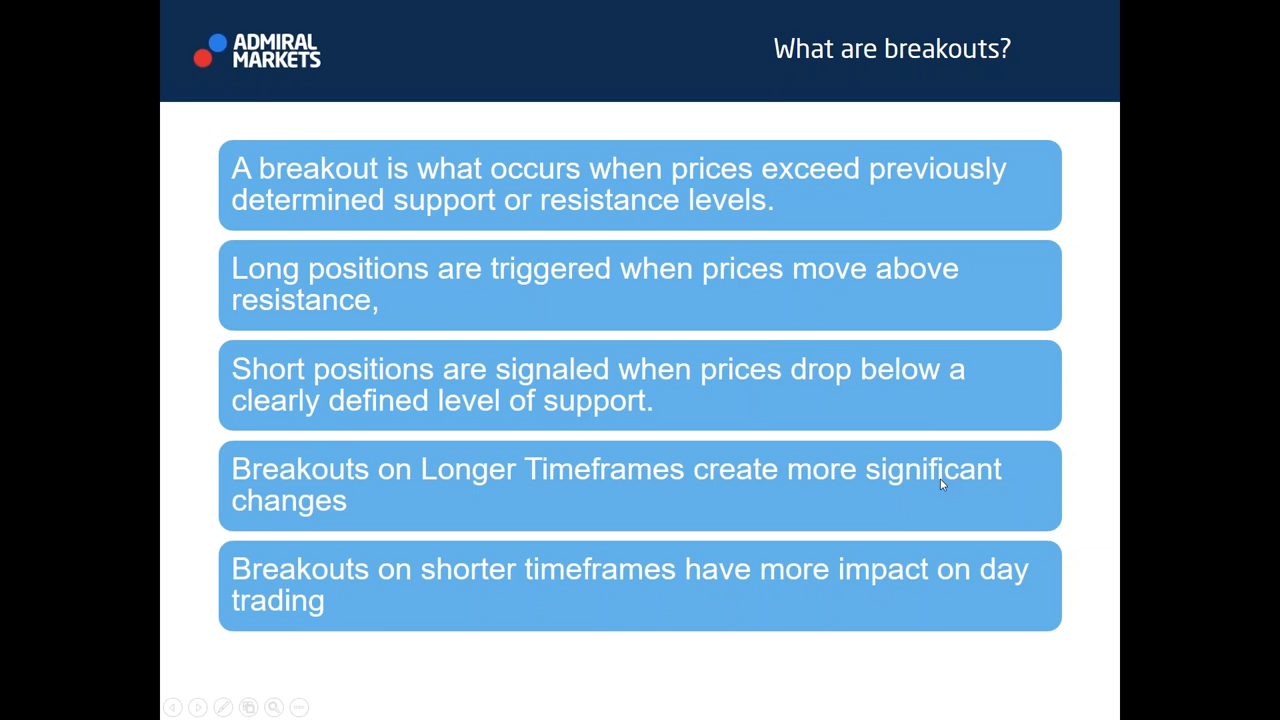 ADMIRAL
MARKETS
What are breakouts?
A breakout is what occurs when prices exceed previously
determined support or resistance levels.
Long positions are triggered when prices move above
resistance,
Short positions are signaled when prices drop below a
clearly defined level of support.
Breakouts on Longer Timeframes create more significant
changes
Breakouts on shorter timeframes have more impact on day
trading